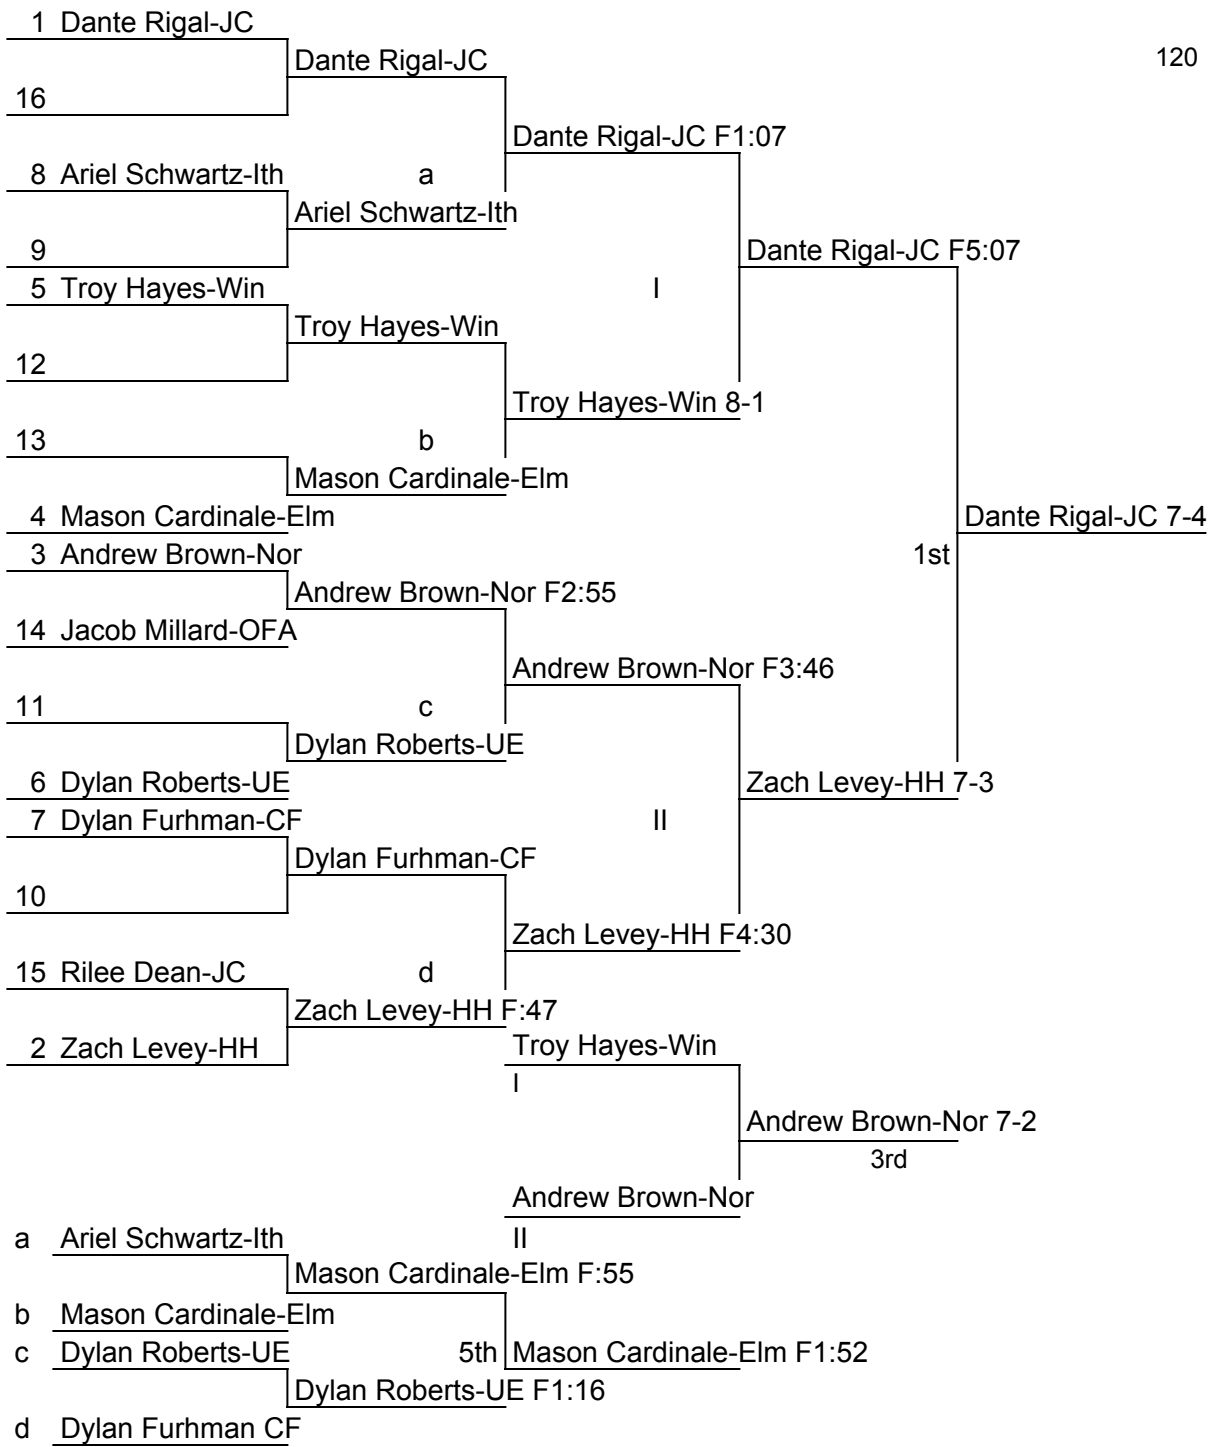 1 Dante Rigal-JC
Dante Rigal-JC
120
16
Dante Rigal-JC F1:07
8 Ariel Schwartz-Ith
a
Ariel Schwartz-Ith
9
Dante Rigal-JC F5:07
5 Troy Hayes-Win
I
Troy Hayes-Win
12
Troy Hayes-Win 8-1
13
b
Mason Cardinale-Elm
4 Mason Cardinale-Elm
Dante Rigal-JC 7-4
3 Andrew Brown-Nor
1st
Andrew Brown-Nor F2:55
14 Jacob Millard-OFA
Andrew Brown-Nor F3:46
11
c
Dylan Roberts-UE
6 Dylan Roberts-UE
Zach Levey-HH 7-3
7 Dylan Furhman-CF
II
Dylan Furhman-CF
10
Zach Levey-HH F4:30
15 Rilee Dean-JC
d
Zach Levey-HH F:47
2 Zach Levey-HH
Troy Hayes-Win
I
Andrew Brown-Nor 7-2
3rd
Andrew Brown-Nor
a Ariel Schwartz-Ith
II
Mason Cardinale-Elm F:55
b Mason Cardinale-Elm
c Dylan Roberts-UE
5th Mason Cardinale-Elm F1:52
Dylan Roberts-UE F1:16
d Dylan Furhman CF